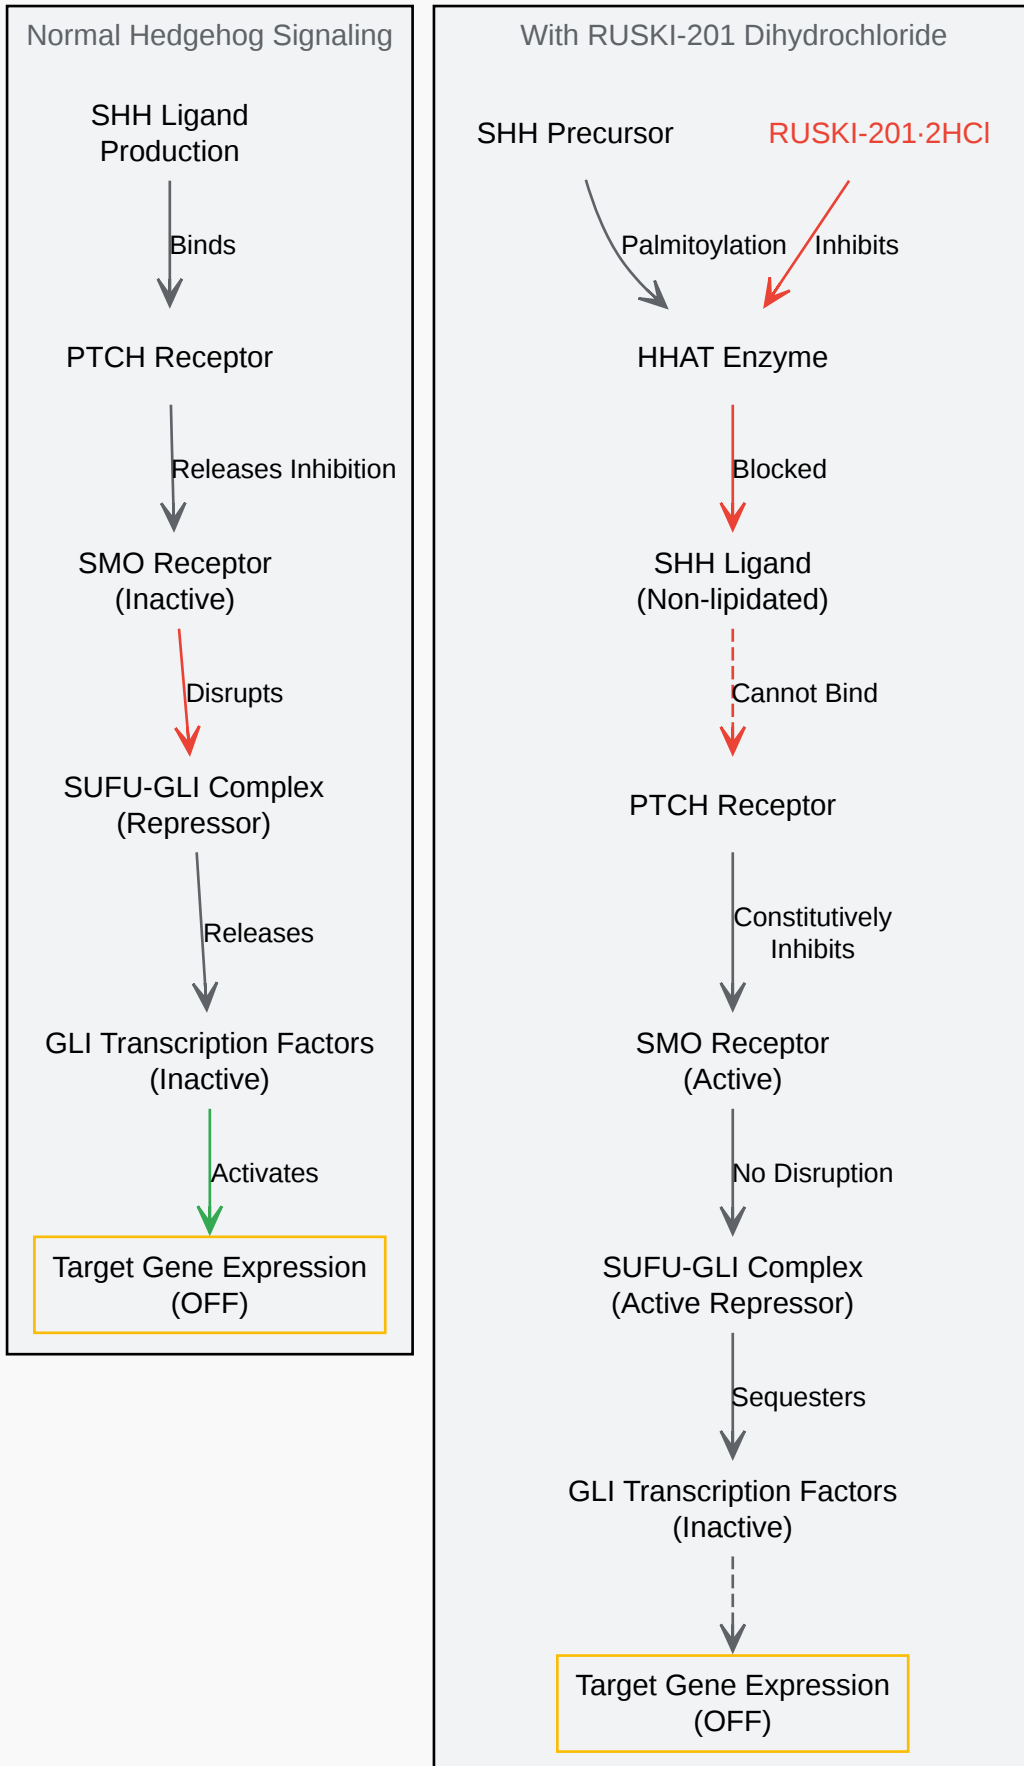 Normal Hedgehog Signaling
SHH Ligand
Production
Binds
PTCH Receptor
Releases Inhibition
SMO Receptor
(Inactive)
Disrupts
SUFU-GLI Complex
(Repressor)
Releases
GLI Transcription Factors
(Inactive)
Activates
Target Gene Expression
(OFF)
With RUSKI-201 Dihydrochloride
SHH Precursor
RUSKI-201·2HCl
Palmitoylation
Inhibits
HHAT Enzyme
Blocked
SHH Ligand
(Non-lipidated)
Cannot Bind
PTCH Receptor
Constitutively
Inhibits
SMO Receptor
(Active)
No Disruption
SUFU-GLI Complex
(Active Repressor)
Sequesters
GLI Transcription Factors
(Inactive)
Target Gene Expression
(OFF)